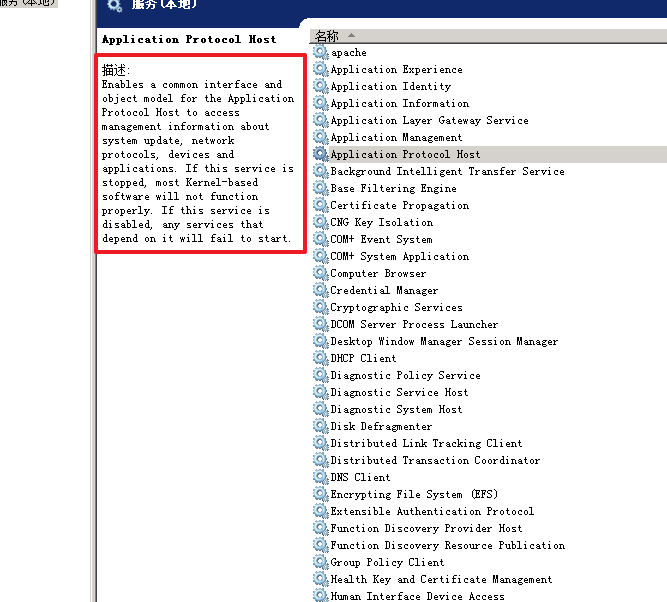 服务(本地)
服务(本地)
Application Protocol Host
描述:
Enables a common interface and
object model for the Application
Protocol Host to access
management information about
system update, network
protocols, devices and
applications. If this service is
stopped, most Kernel-based
software will not function
properly. If this service is
disabled, any services that
depend on it will fail to start.
名称
apache
Application Experience
Application Identity
Application Information
Application Layer Gateway Service
Application Management
Application Protocol Host
Background Intelligent Transfer Service
Base Filtering Engine
Certificate Propagation
CNG Key Isolation
COM+ Event System
COM+ System Application
Computer Browser
Credential Manager
Cryptographic Services
DCOM Server Process Launcher
Desktop Window Manager Session Manager
DHCP Client
Diagnostic Policy Service
Diagnostic Service Host
Diagnostic System Host
Disk Defragmenter
Distributed Link Tracking Client
Distributed Transaction Coordinator
DNS Client
Encrypting File System (EFS)
Extensible Authentication Protocol
Function Discovery Provider Host
Function Discovery Resource Publication
Group Policy Client
Health Key and Certificate Management
Human Interface Device Access